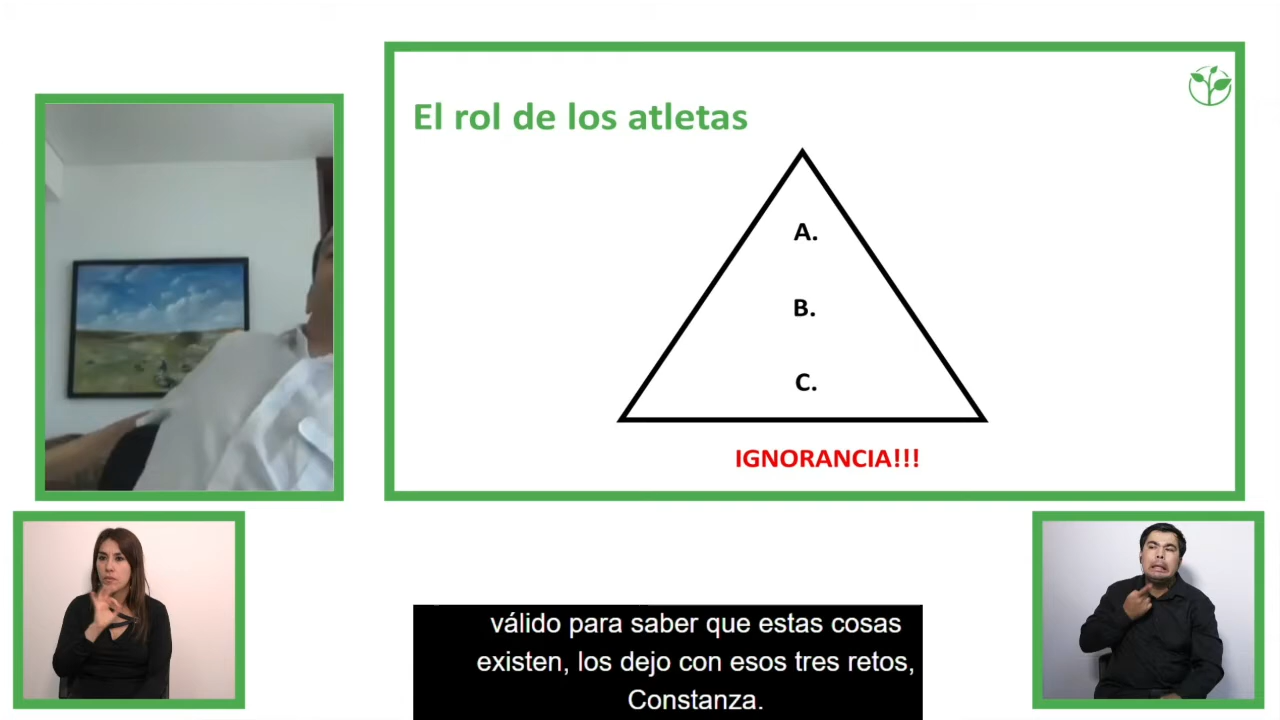 El rol de los atletas
A.
B.
C.
IGNORANCIA!!!
válido para saber que estas cosas
existen, los dejo con esos tres retos,
Constanza.